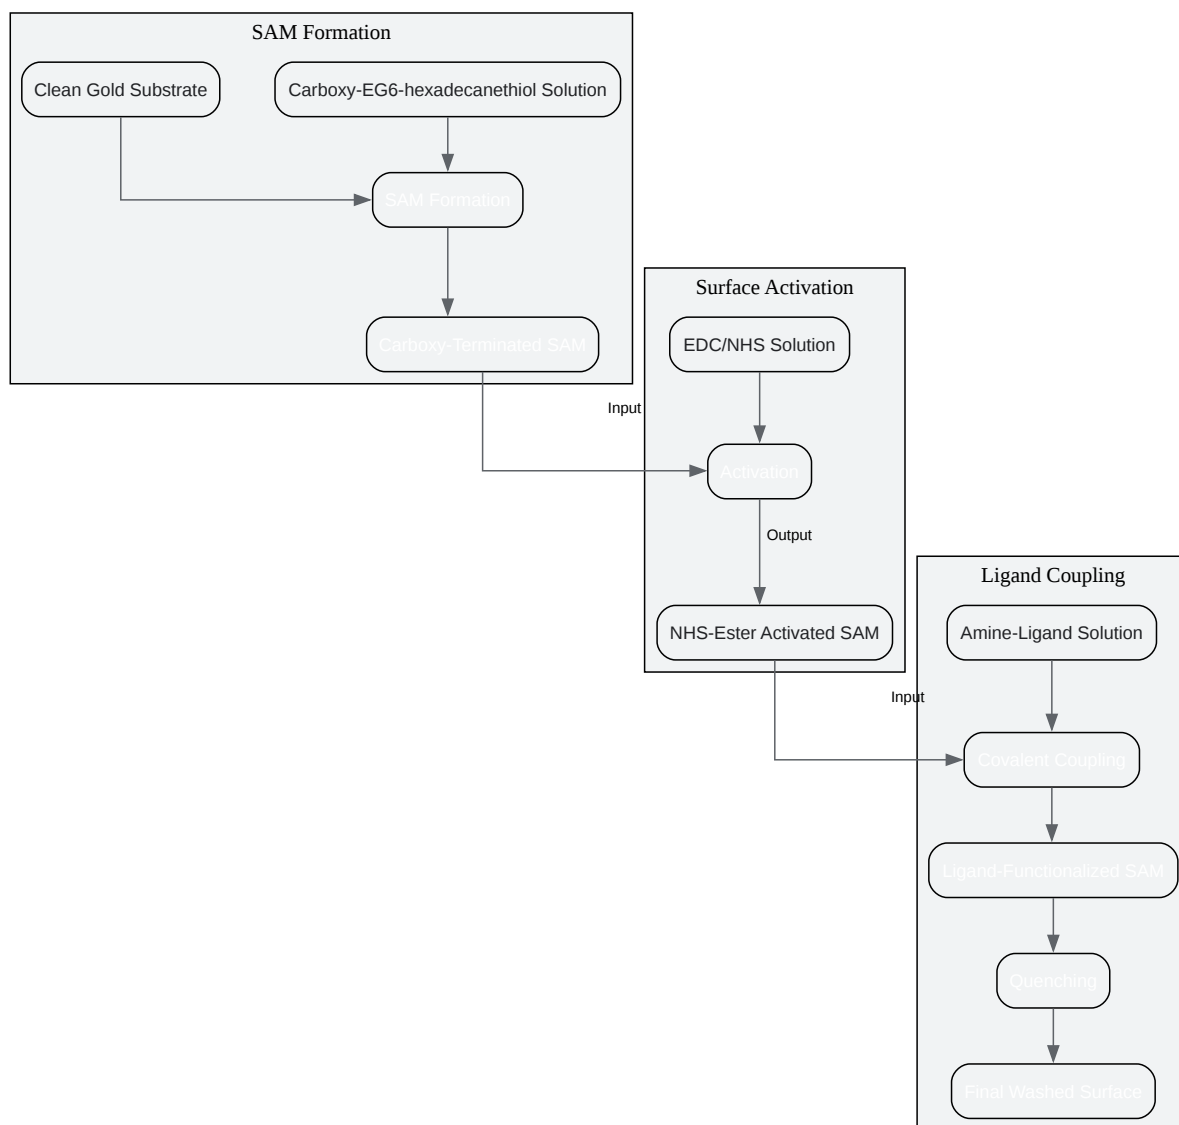 SAM Formation
Clean Gold Substrate
Carboxy-EG6-hexadecanethiol Solution
SAM Formation
Carboxy-Terminated SAM
Input
Surface Activation
EDC/NHS Solution
Activation
Output
NHS-Ester Activated SAM
Input
Ligand Coupling
Amine-Ligand Solution
Covalent Coupling
Ligand-Functionalized SAM
Quenching
Final Washed Surface